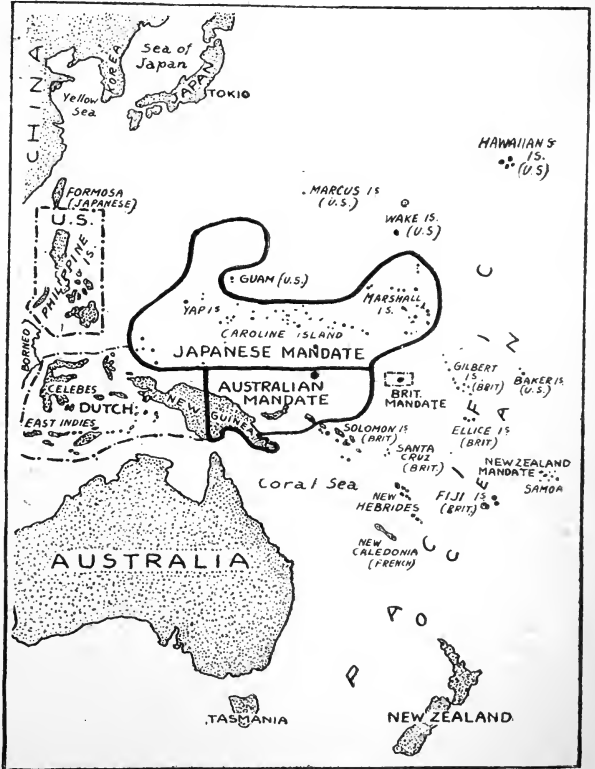 CHINA
KOREA
Sea of
Japan
JAPAN
TOKIO
Yellow
Sea
HAWAIIAN
IS.
(U.S)
FORMOSA
(JAPANESE)
MARCUS IS
(U.S.)
WAKE IS.
(U.S)
U.S.
PHILIPPINE
IS.
GUAM (U.S.)
YAP IS
MARSHALL
IS.
CAROLINE ISLAND
JAPANESE MANDATE
BORNEO
CELEBES
DUTCH
EAST INDIES
NEW GUINEA
AUSTRALIAN
MANDATE
BRIT.
MANDATE
GILBERT
IS
(BRIT)
BAKER IS.
(U.S.)
ELLICE IS
(BRIT.)
SOLOMON IS
(BRIT)
SANTA
CRUZ
(BRIT.)
NEW ZEALAND
MANDATE
SAMOA
Coral Sea
NEW
HEBRIDES
FIJI IS
(BRIT.)
NEW
CALEDONIA
(FRENCH)
PACIFIC
AUSTRALIA
TASMANIA
NEW ZEALAND